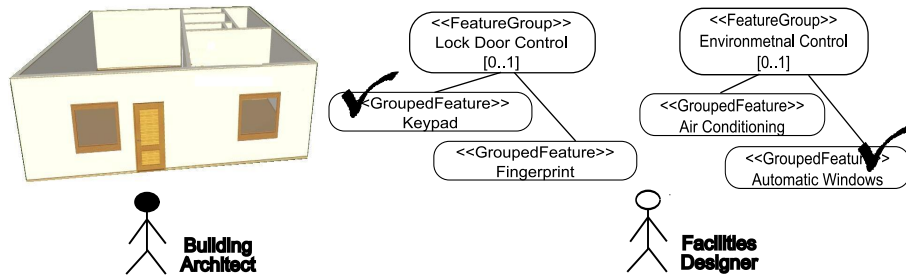 <<FeatureGroup>>
Lock Door Control
[0..1]
<<GroupedFeature>>
Keypad
<<GroupedFeature>>
Fingerprint
<<FeatureGroup>>
Environmetnal Control
[0..1]
<<GroupedFeature>>
Air Conditioning
<<GroupedFeature>>
Automatic Windows
Building
Architect
Facilities
Designer